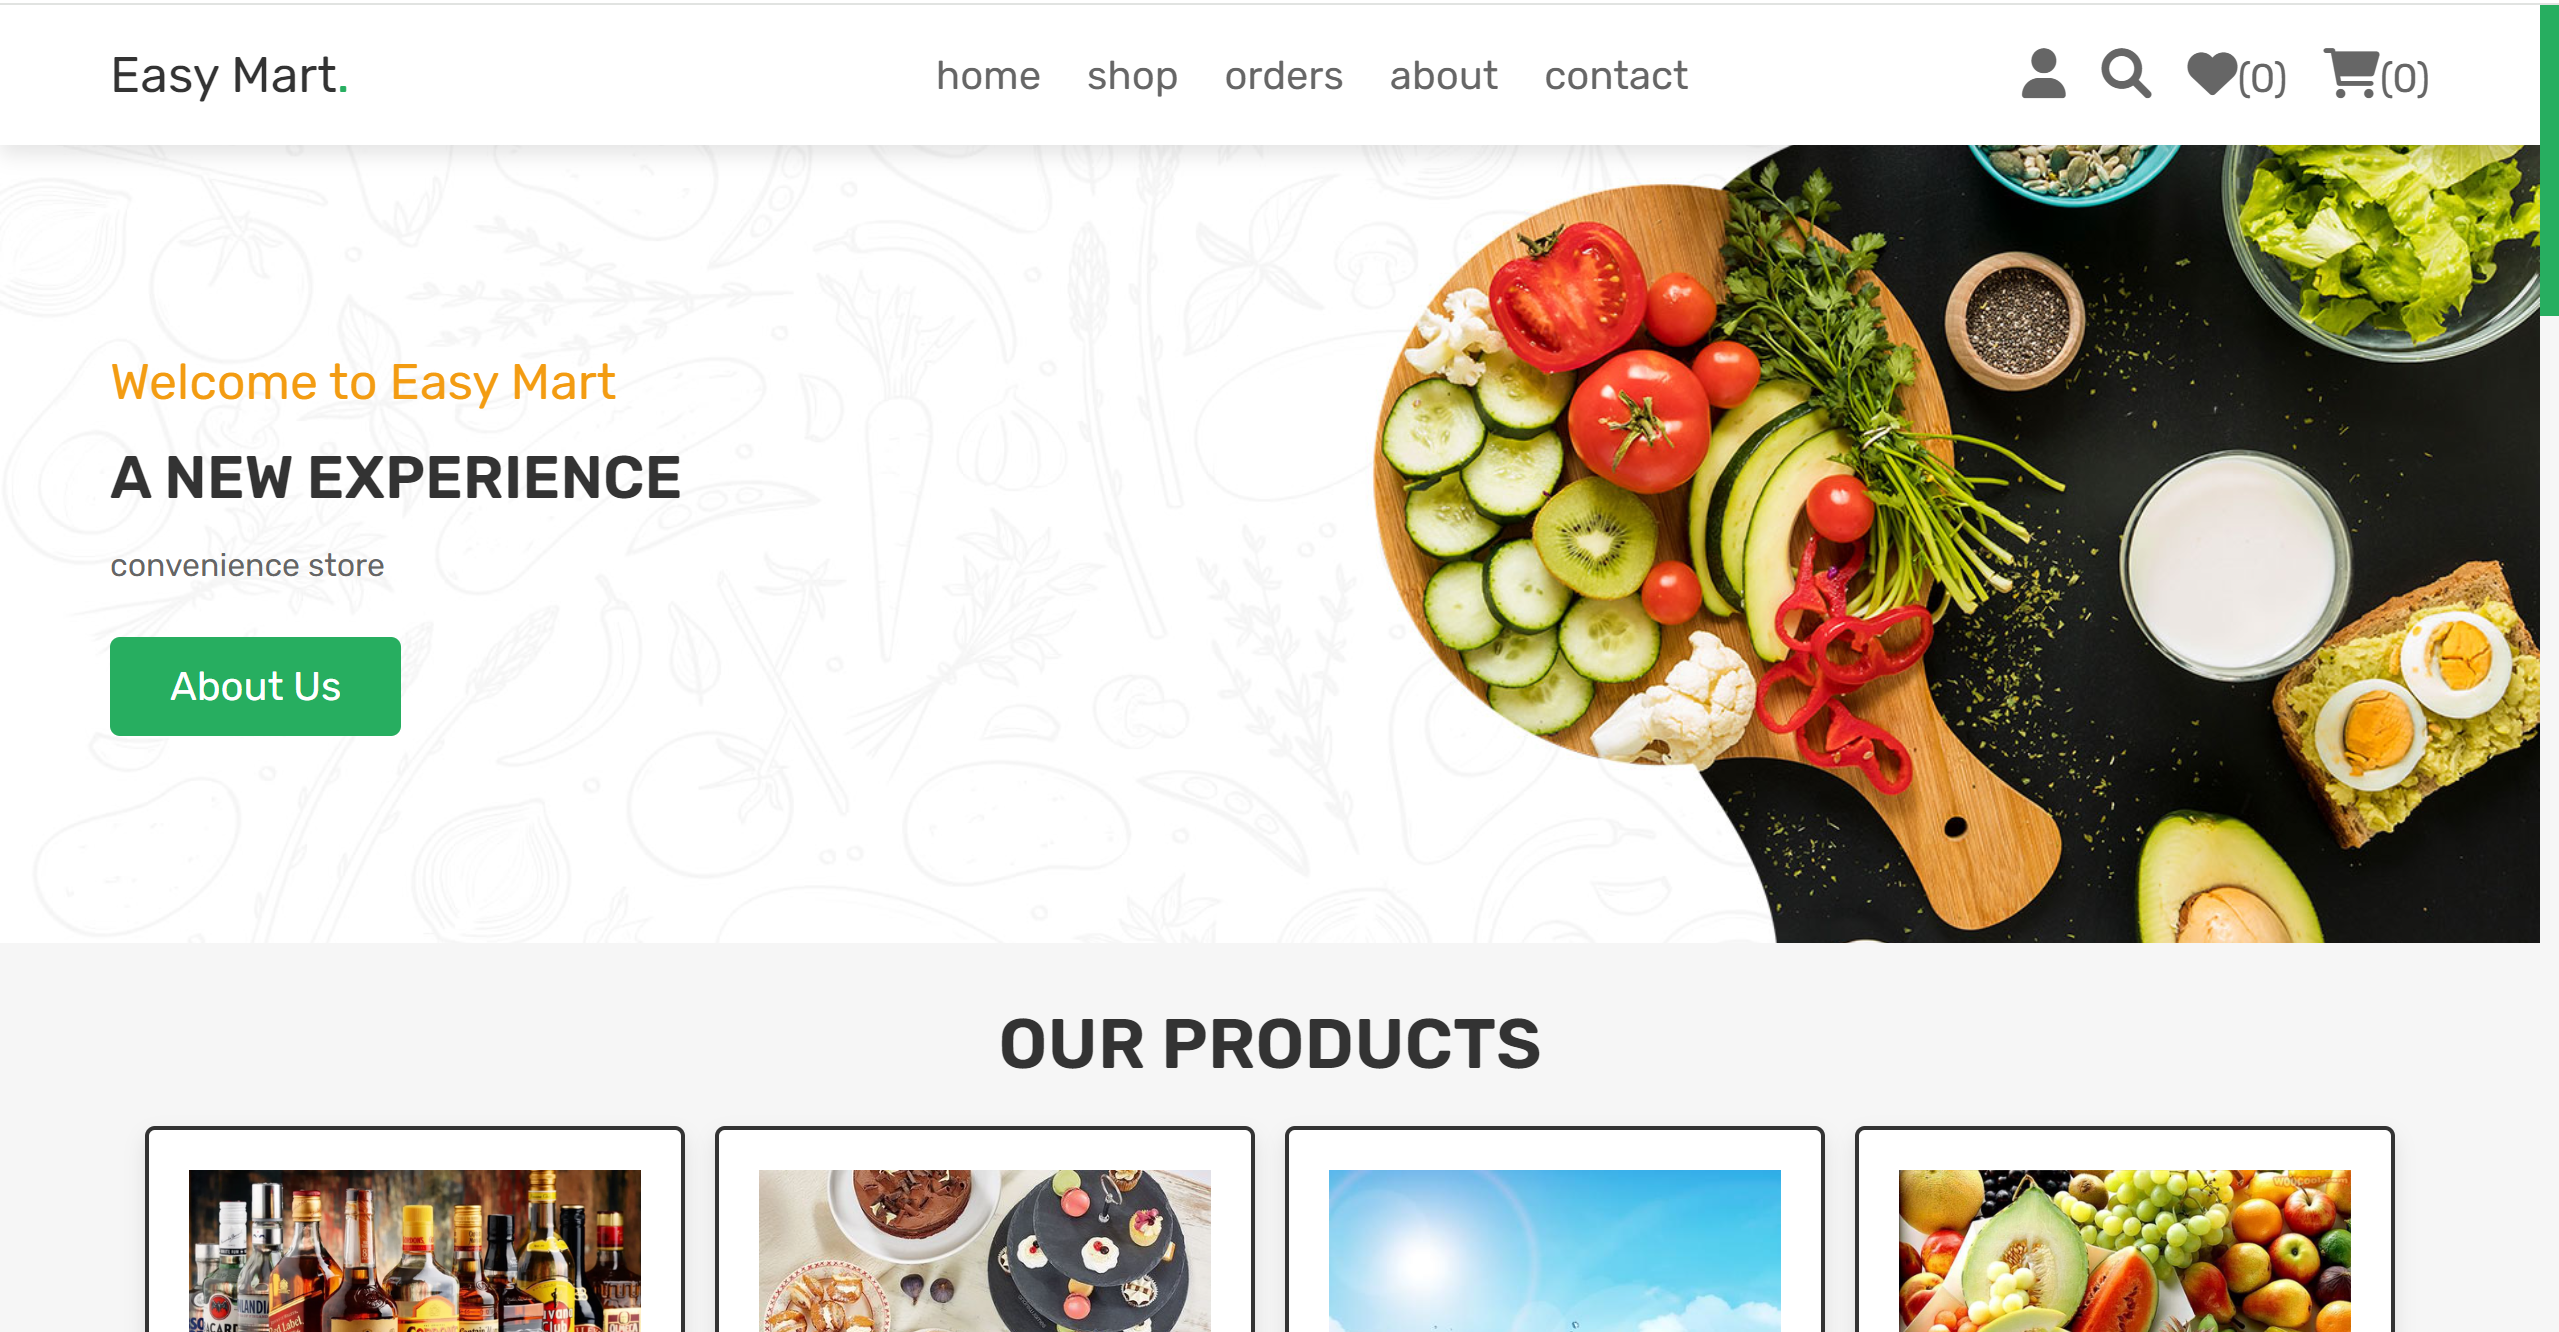 Easy Mart.
home shop orders about contact
(0) (0)
Welcome to Easy Mart
A NEW EXPERIENCE
convenience store
About Us
OUR PRODUCTS